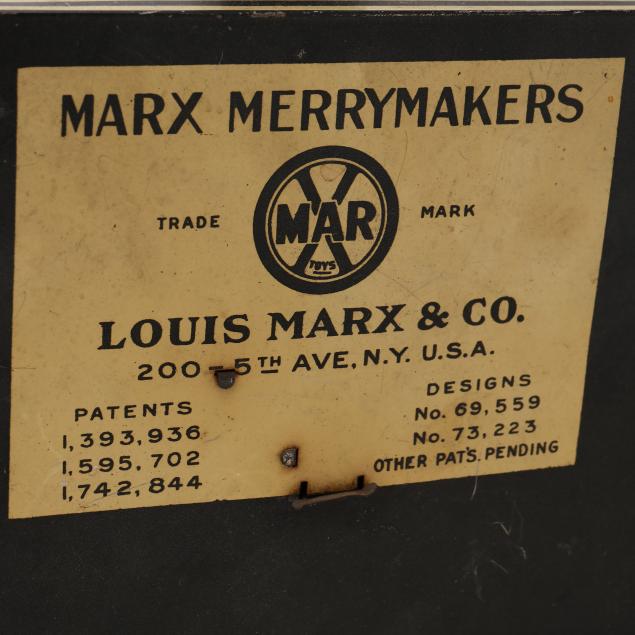 MARX MERRYMAKERS
TRADE MARK
MAR
X
TOYS
LOUIS MARX & CO.
200-5TH AVE, N.Y. U.S.A.
PATENTS
1,393,936
1,595,702
1,742,844
DESIGNS
No. 69,559
No. 73,223
OTHER PAT'S. PENDING